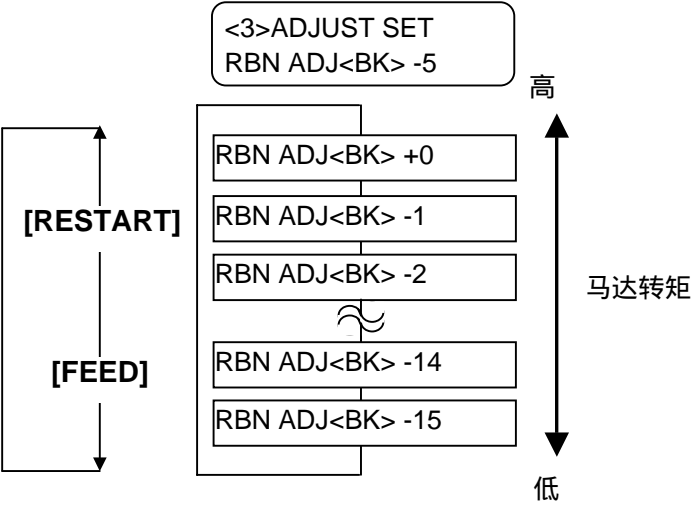 <3>ADJUST SET
RBN ADJ<BK> -5
高
RBN ADJ<BK> +0
[RESTART]
RBN ADJ<BK> -1
RBN ADJ<BK> -2
马达转矩
[FEED]
RBN ADJ<BK> -14
RBN ADJ<BK> -15
低